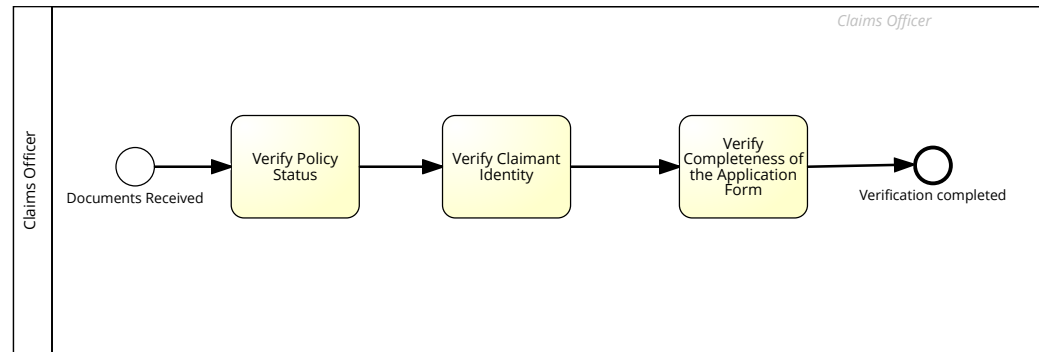 Claims Officer
Claims Officer
Documents Received
Verify Policy
Status
Verify Claimant
Identity
Verify
Completeness of
the Application
Form
Verification completed